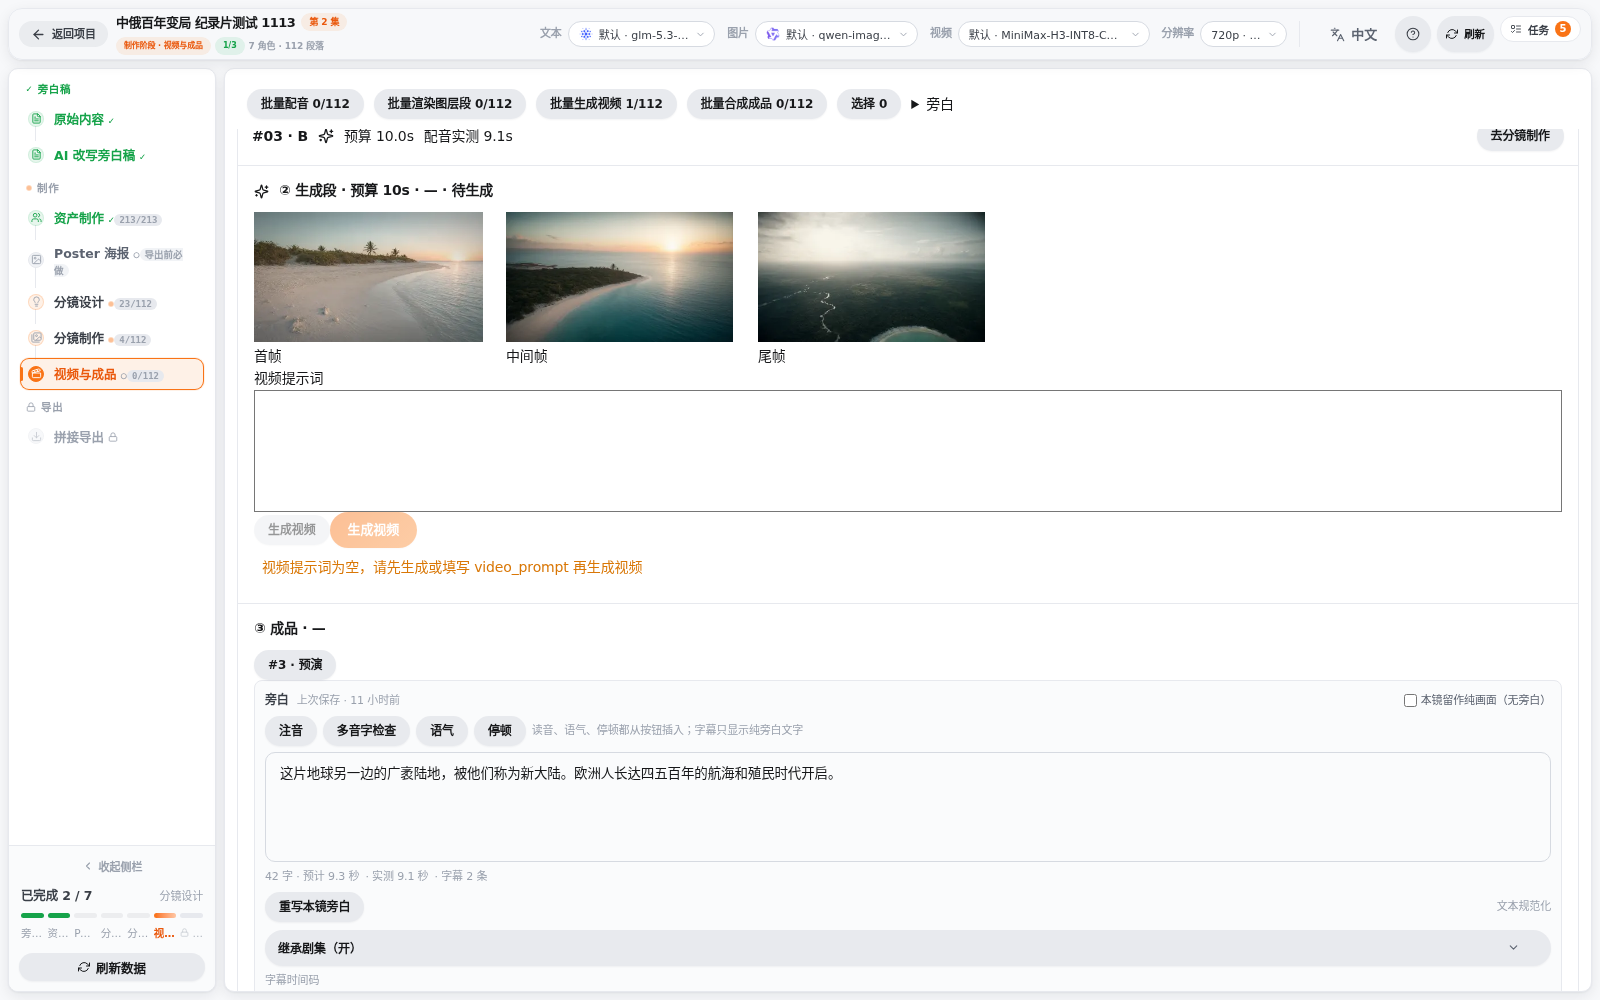 返回项目
中俄百年变局 纪录片测试 1113 第 2 集
制作阶段 · 视频与成品 1/3 7 角色 · 112 段落
文本 默认 · glm-5.3-...
图片 默认 · qwen-imag...
视频 默认 · MiniMax-H3-INT8-C...
分辨率 720p · ...
中文
刷新
任务 5
旁白稿
原始内容
AI 改写旁白稿
制作
资产制作 213/213
Poster 海报 导出前必
做
分镜设计 23/112
分镜制作 4/112
视频与成品 0/112
导出
拼接导出
收起侧栏
已完成 2 / 7 分镜设计
旁... 资... P... 分... 分... 视... ...
刷新数据
批量配音 0/112 批量渲染图层段 0/112 批量生成视频 1/112 批量合成成品 0/112 选择 0 ▶ 旁白
#03 · B 预算 10.0s 配音实测 9.1s 去分镜制作
② 生成段 · 预算 10s · — · 待生成
首帧 中间帧 尾帧
视频提示词
生成视频 生成视频
视频提示词为空，请先生成或填写 video_prompt 再生成视频
③ 成品 · —
#3 · 预演
旁白 上次保存 · 11 小时前 本镜留作纯画面（无旁白）
注音 多音字检查 语气 停顿 读音、语气、停顿都从按钮插入；字幕只显示纯旁白文字
这片地球另一边的广袤陆地，被他们称为新大陆。欧洲人长达四五百年的航海和殖民时代开启。
42 字 · 预计 9.3 秒 · 实测 9.1 秒 · 字幕 2 条
重写本镜旁白 文本规范化
继承剧集（开）
字幕时间码